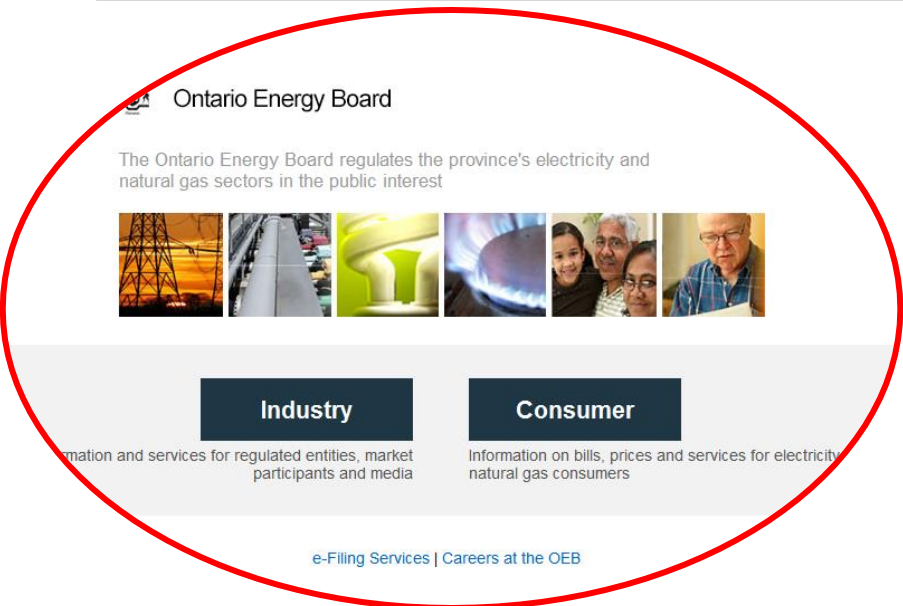 Ontario Energy Board
The Ontario Energy Board regulates the province's electricity and
natural gas sectors in the public interest
Industry
Consumer
mation and services for regulated entities, market
participants and media
Information on bills, prices and services for electricity
natural gas consumers
e-Filing Services | Careers at the OEB